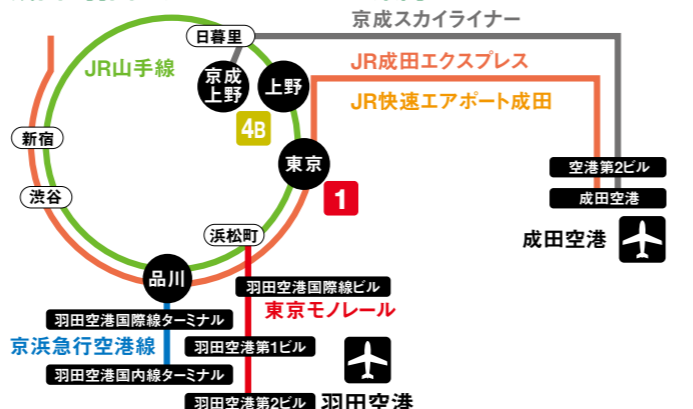 京成スカイライナー
日暮里
JR成田エクスプレス
JR山手線
京成
上野
上野
JR快速エアポート成田
4B
新宿
東京
空港第2ビル
渋谷
1
成田空港
浜松町
成田空港
品川
羽田空港国際線ビル
東京モノレール
羽田空港国際線ターミナル
京浜急行空港線
羽田空港第1ビル
羽田空港国内線ターミナル
羽田空港第2ビル
羽田空港